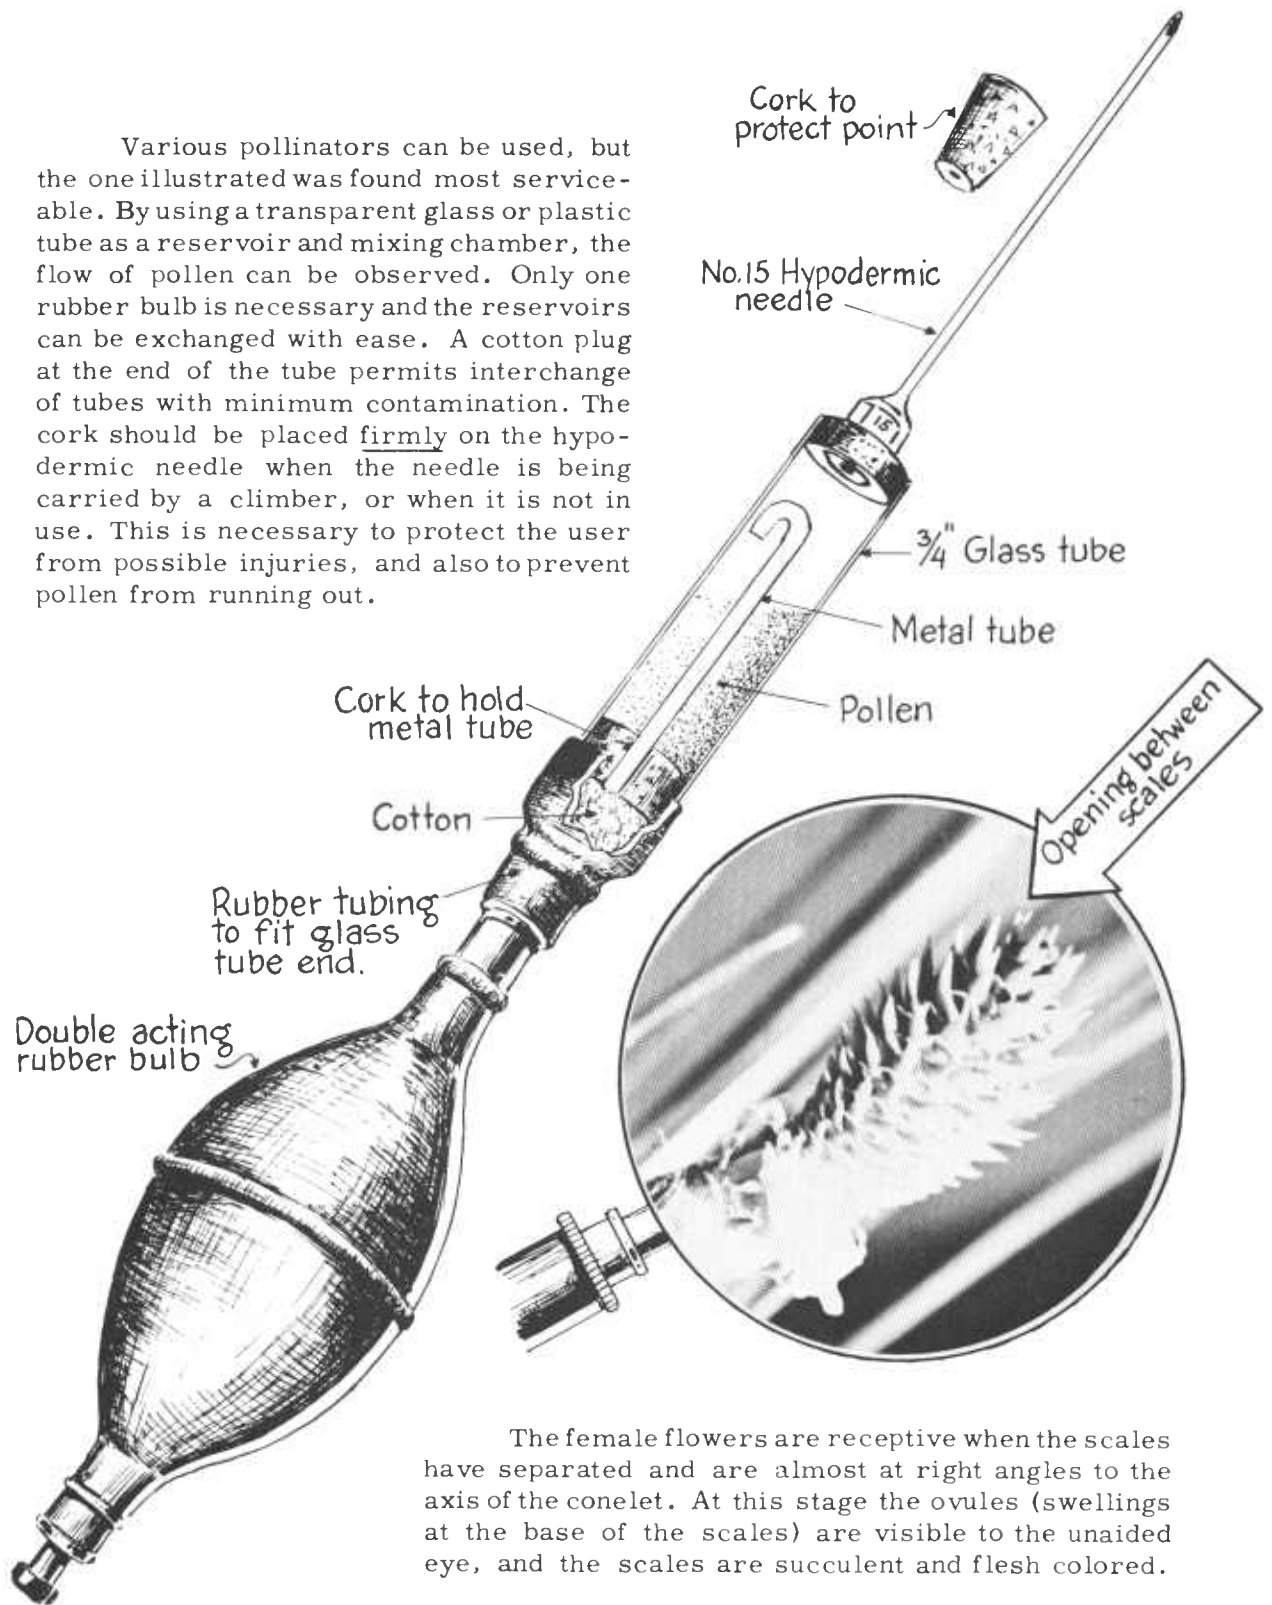 Cork to
protect point
Various pollinators can be used, but
the one illustrated was found most service-
able. By using a transparent glass or plastic
tube as a reservoir and mixing chamber, the
flow of pollen can be observed. Only one
rubber bulb is necessary and the reservoirs
can be exchanged with ease. A cotton plug
at the end of the tube permits interchange
of tubes with minimum contamination. The
cork should be placed firmly on the hypo-
dermic needle when the needle is being
carried by a climber, or when it is not in
use. This is necessary to protect the user
from possible injuries, and also to prevent
pollen from running out.
No.15 Hypodermic
needle
15
3/4" Glass tube
Metal tube
Pollen
Cork to hold
metal tube
Cotton
Opening between
scales
Rubber tubing
to fit glass
tube end.
Double acting
rubber bulb
The female flowers are receptive when the scales
have separated and are almost at right angles to the
axis of the conelet. At this stage the ovules (swellings
at the base of the scales) are visible to the unaided
eye, and the scales are succulent and flesh colored.